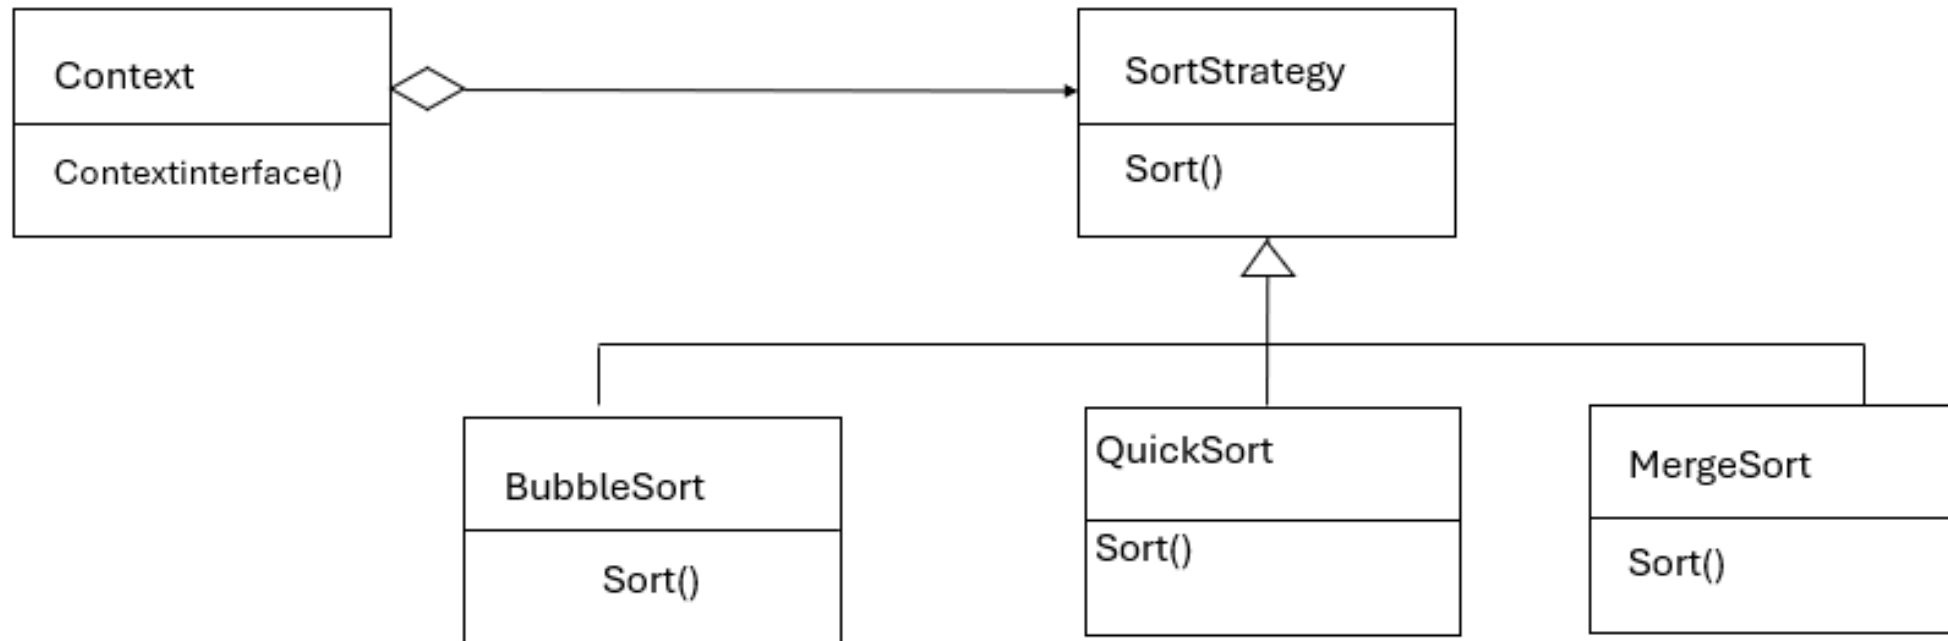 Context
Contextinterface()
SortStrategy
Sort()
BubbleSort
Sort()
QuickSort
Sort()
MergeSort
Sort()